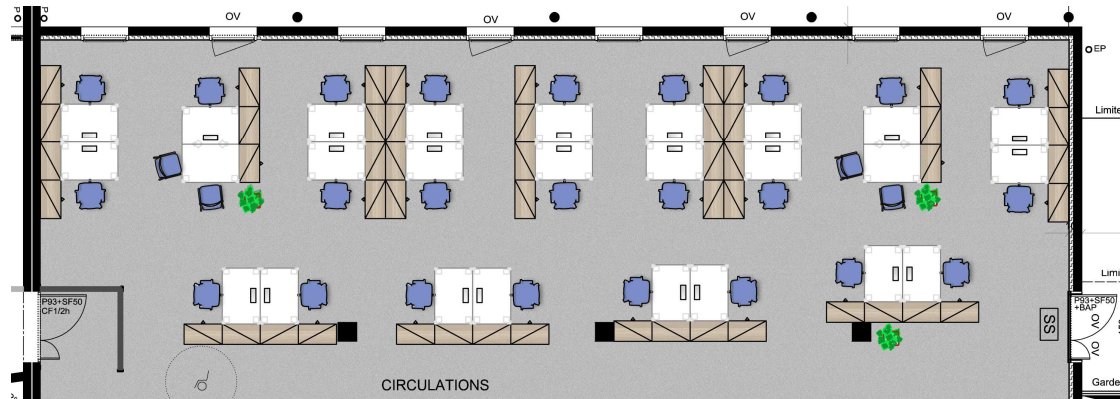 P
P
OV
OV
OV
OV
EP
Limite
P93+SF50
CF1/2h
Limi
P93+SF50
+BAP
OV
OV
SS
CIRCULATIONS
Garde